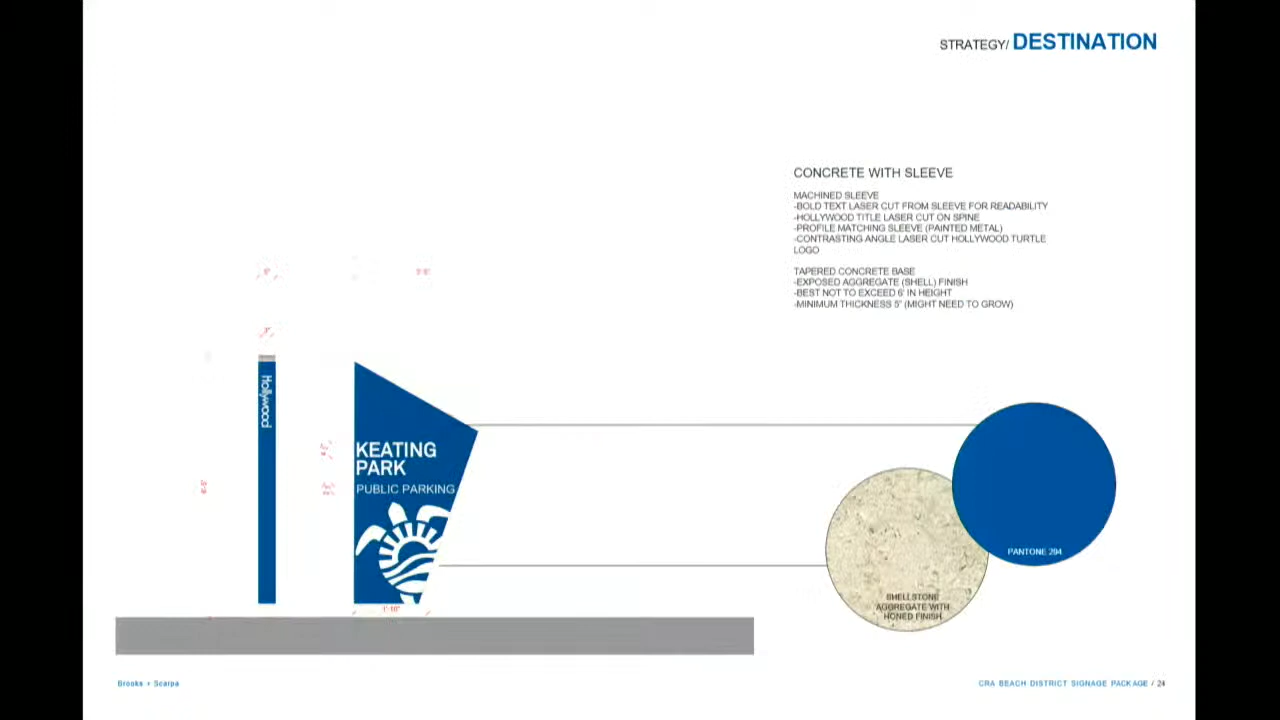 STRATEGY/ DESTINATION
CONCRETE WITH SLEEVE
MACHINED SLEEVE
-BOLD TEXT LASER CUT FROM SLEEVE FOR READABILITY
-HOLLYWOOD TITLE LASER CUT ON SPINE
-PROFILE MATCHING SLEEVE (PAINTED METAL)
-CONTRASTING ANGLE LASER CUT HOLLYWOOD TURTLE
LOGO
TAPERED CONCRETE BASE
-EXPOSED AGGREGATE (SHELL) FINISH
-BEST NOT TO EXCEED 6' IN HEIGHT
-MINIMUM THICKNESS 5" (MIGHT NEED TO GROW)
Hollywood
KEATING
PARK
PUBLIC PARKING
1'-10"
PANTONE 294
SHELLSTONE
AGGREGATE WITH
HONED FINISH
Brooks + Scarpa
CRA BEACH DISTRICT SIGNAGE PACKAGE / 24